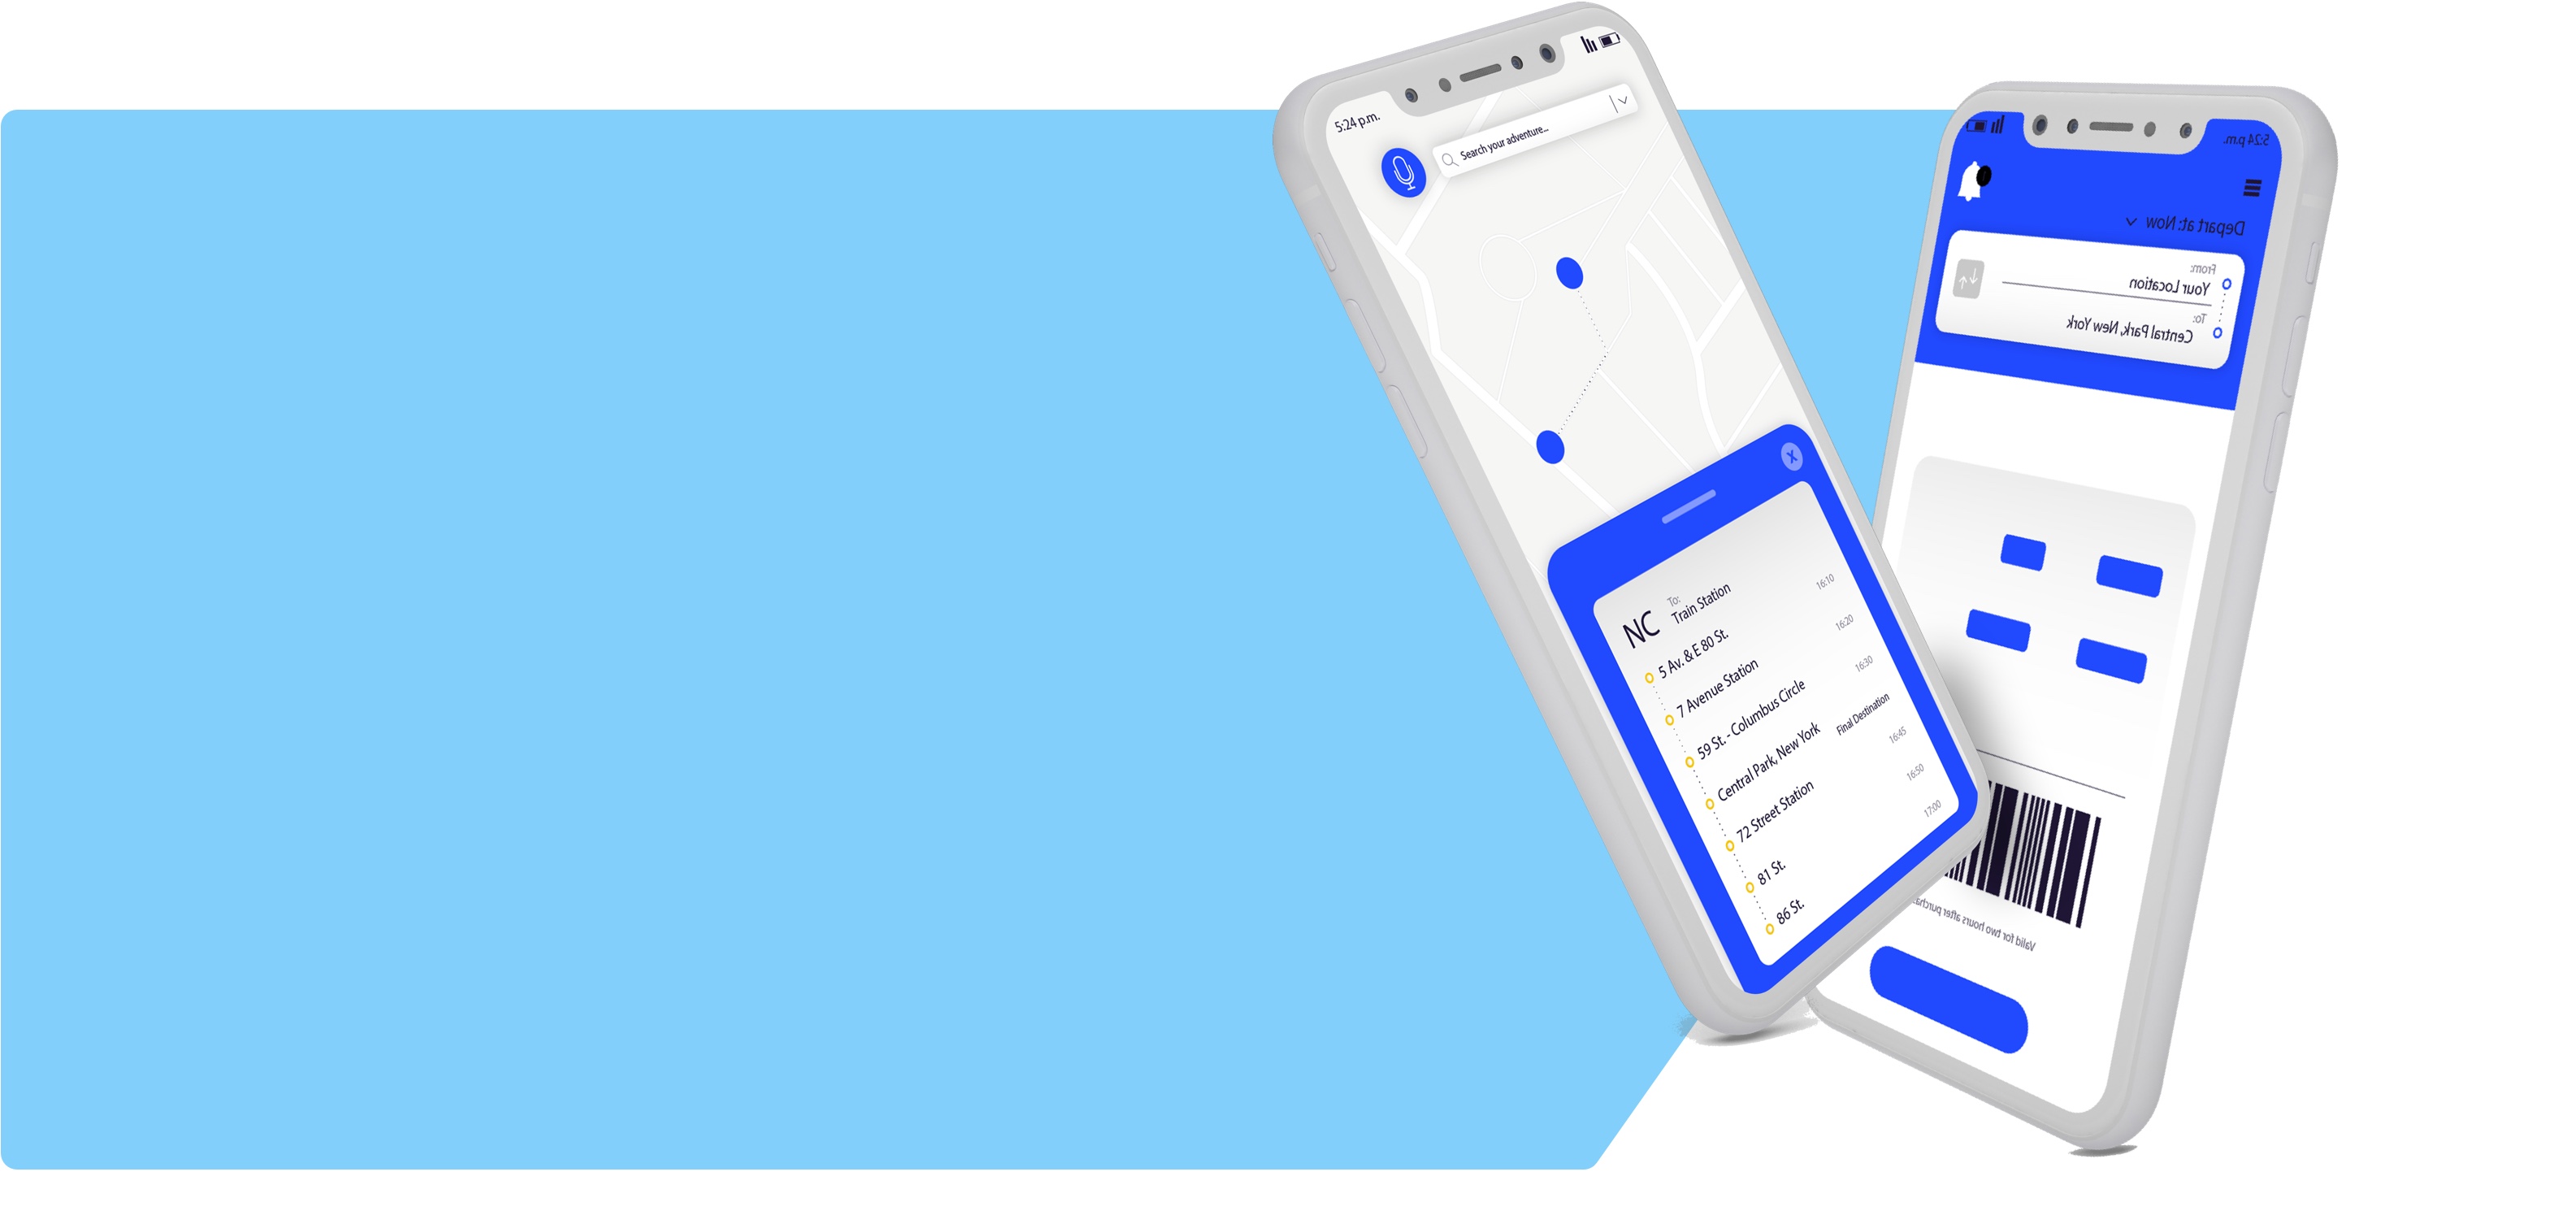 5:24 p.m.
Search your adventure...
X
NC
To:
Train Station
16:10
5 Av. & E 80 St.
16:20
7 Avenue Station
16:30
59 St. - Columbus Circle
Final Destination
Central Park, New York
16:45
72 Street Station
16:50
81 St.
17:00
86 St.
5:24 p.m.
Depart at: Now
From:
Your Location
To:
Central Park, New York
Valid for two hours after